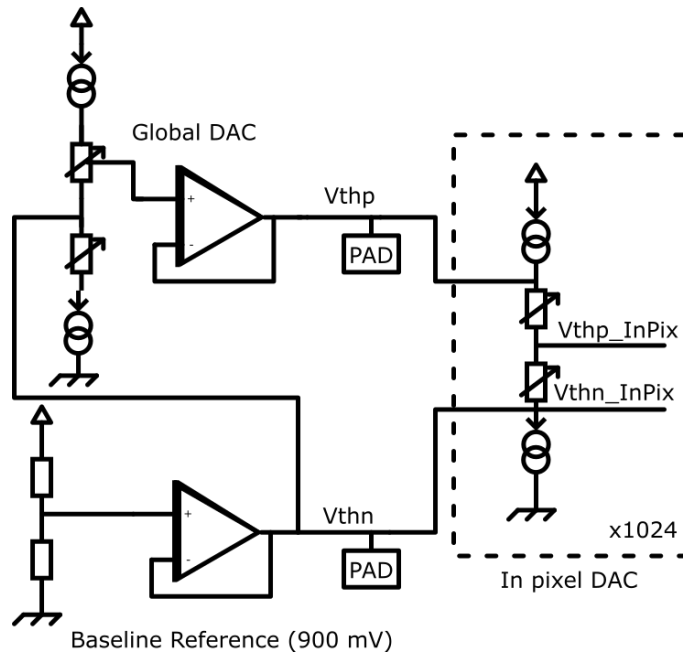 Global DAC
+
-
Vthp
PAD
Vthp_InPix
Vthn_InPix
+
-
Vthn
PAD
x1024
In pixel DAC
Baseline Reference (900 mV)